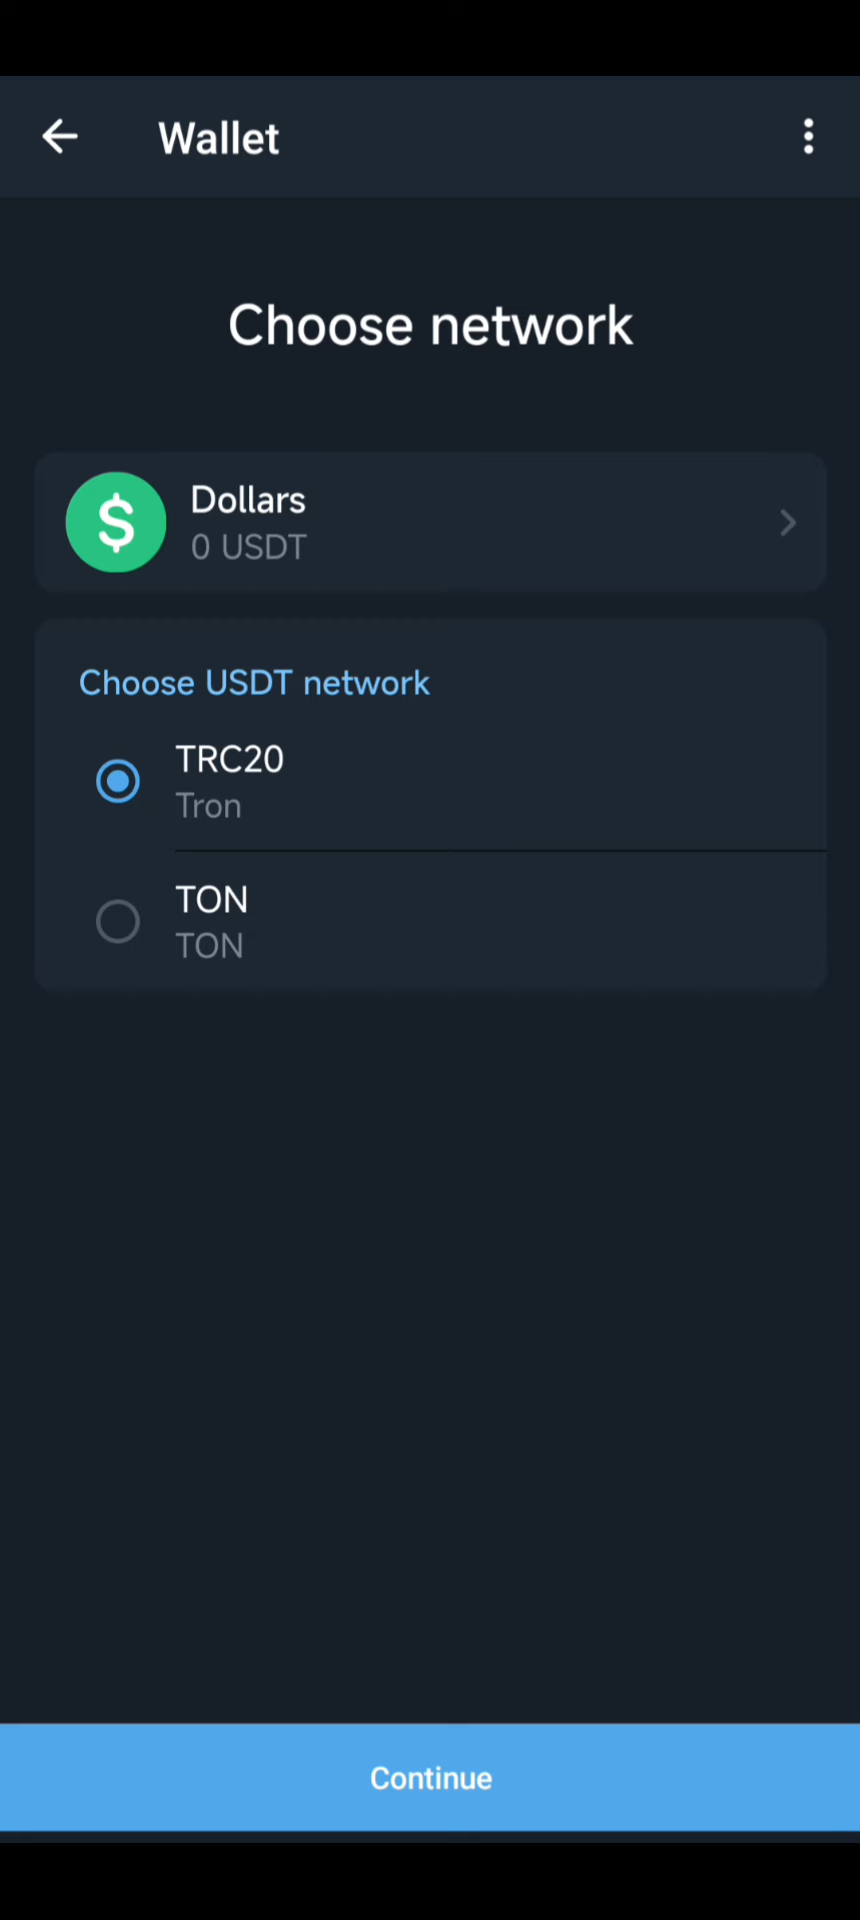 Wallet
Choose network
$
Dollars
0 USDT
Choose USDT network
TRC20
Tron
TON
TON
Continue